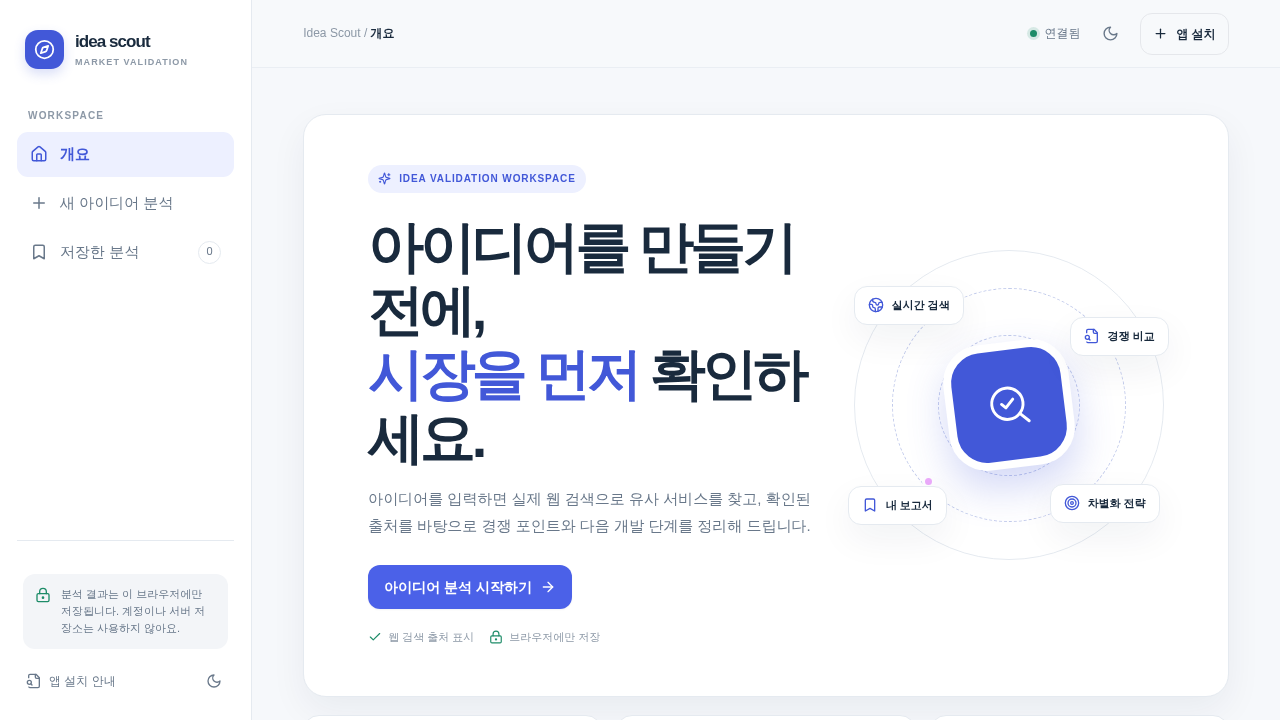 idea scout
MARKET VALIDATION
WORKSPACE
개요
새 아이디어 분석
저장한 분석 0
분석 결과는 이 브라우저에만
저장됩니다. 계정이나 서버 저
장소는 사용하지 않아요.
앱 설치 안내
Idea Scout / 개요
연결됨
앱 설치
IDEA VALIDATION WORKSPACE
아이디어를 만들기
전에,
시장을 먼저 확인하
세요.
아이디어를 입력하면 실제 웹 검색으로 유사 서비스를 찾고, 확인된
출처를 바탕으로 경쟁 포인트와 다음 개발 단계를 정리해 드립니다.
아이디어 분석 시작하기
웹 검색 출처 표시
브라우저에만 저장
실시간 검색
경쟁 비교
내 보고서
차별화 전략